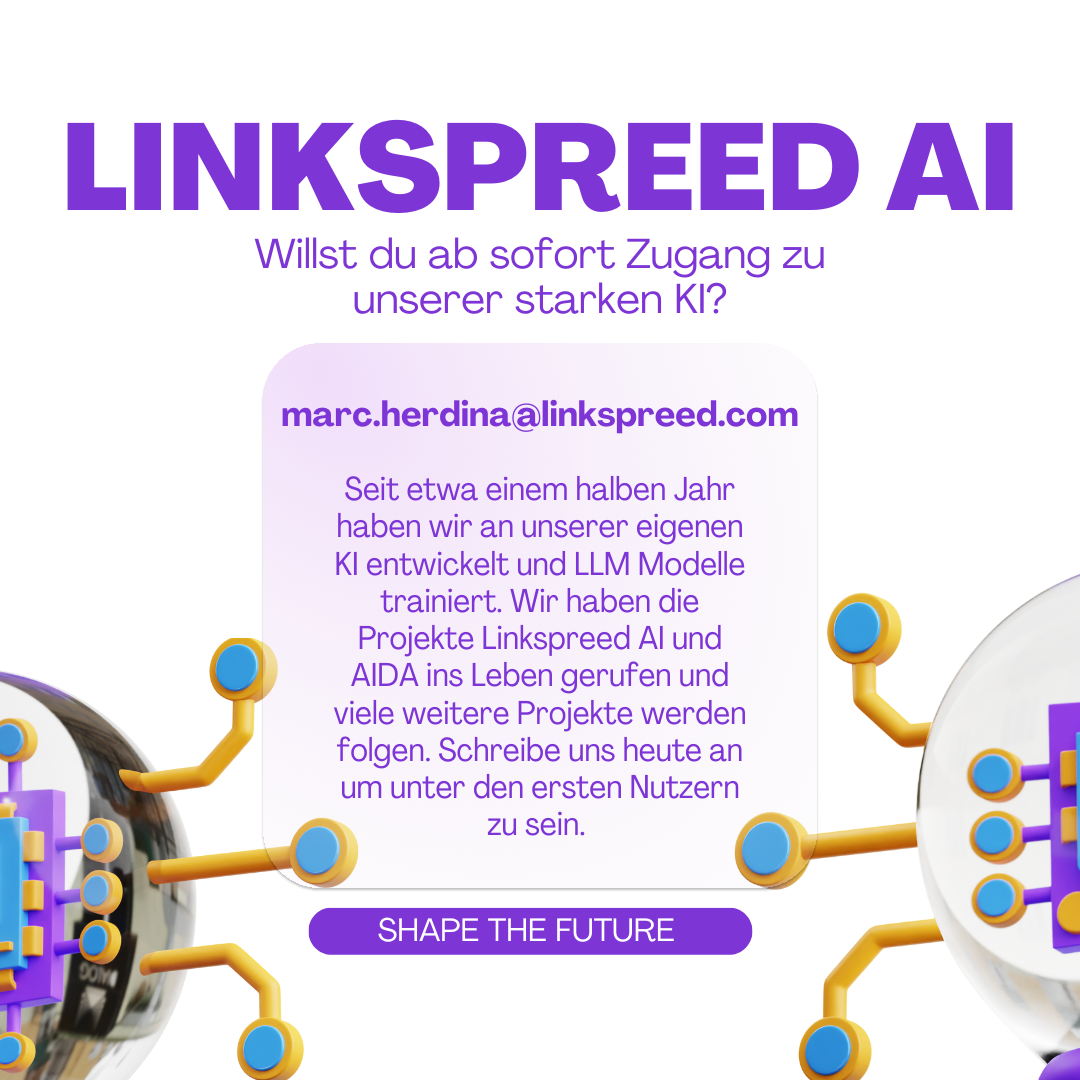 LINKSPREED AI
Willst du ab sofort Zugang zu
unserer starken KI?
marc.herdina@linkspreed.com
Seit etwa einem halben Jahr
haben wir an unserer eigenen
KI entwickelt und LLM Modelle
trainiert. Wir haben die
Projekte Linkspreed AI und
AIDA ins Leben gerufen und
viele weitere Projekte werden
folgen. Schreibe uns heute an
um unter den ersten Nutzern
zu sein.
SHAPE THE FUTURE